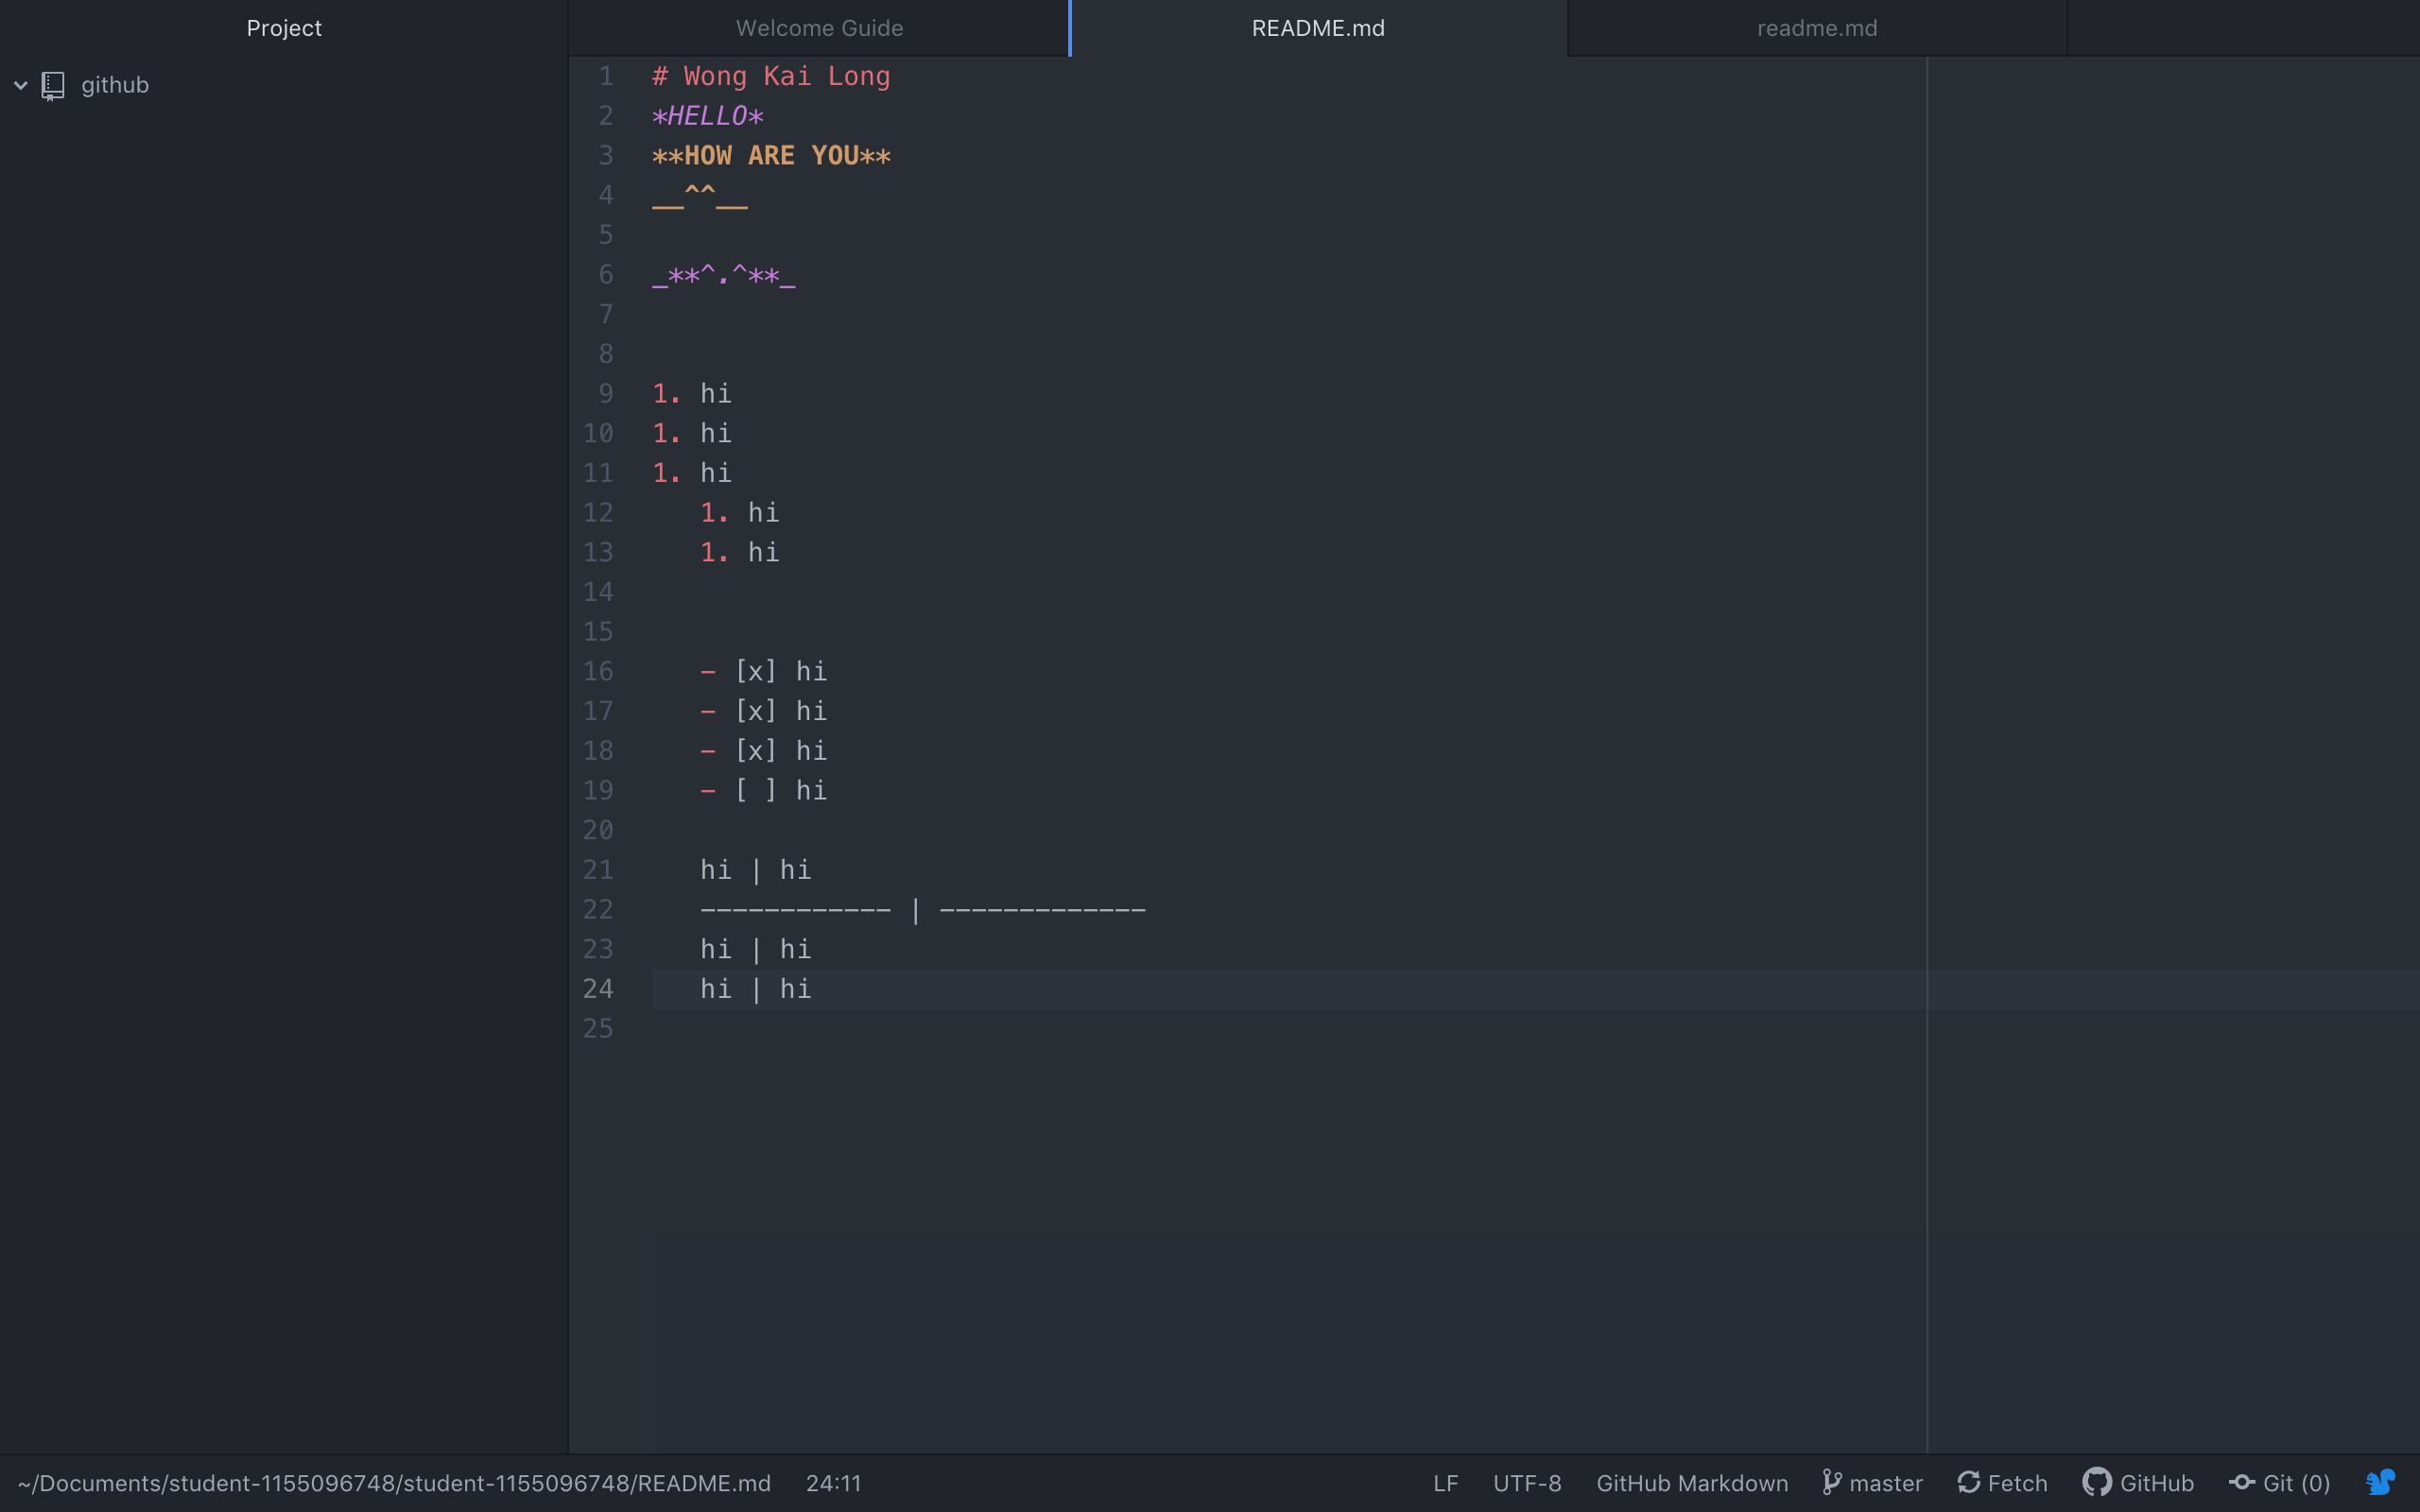 Project
Welcome Guide
README.md
readme.md
github
1 # Wong Kai Long
2 *HELLO*
3 **HOW ARE YOU**
4 __^^__
5
6 _**^.^**_
7
8
9 1. hi
10 1. hi
11 1. hi
12    1. hi
13    1. hi
14
15
16    - [x] hi
17    - [x] hi
18    - [x] hi
19    - [ ] hi
20
21    hi | hi
22    ------------ | -------------
23    hi | hi
24    hi | hi
25
~/Documents/student-1155096748/student-1155096748/README.md 24:11 LF UTF-8 GitHub Markdown master Fetch GitHub Git (0)